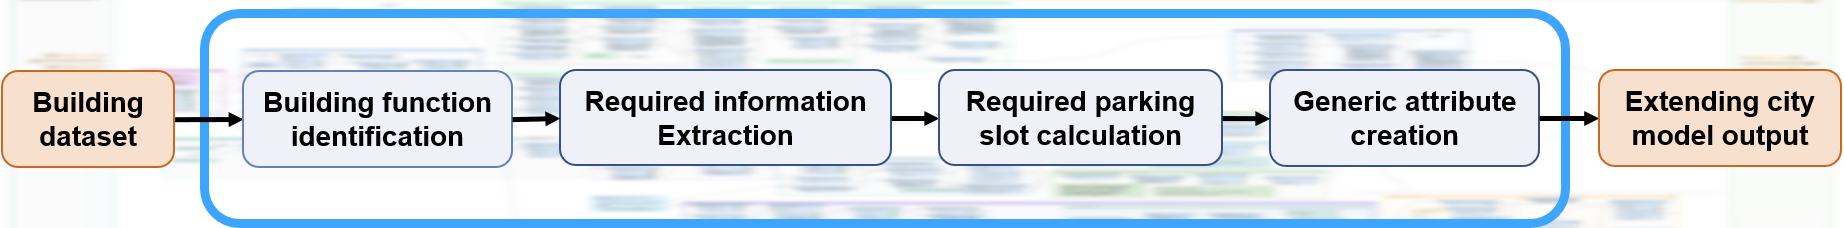 Building
dataset
Building function
identification
Required information
Extraction
Required parking
slot calculation
Generic attribute
creation
Extending city
model output